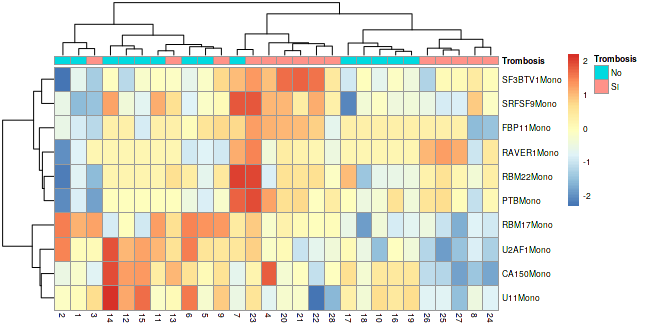 Trombosis
SF3BTV1Mono
SRFSF9Mono
FBP11Mono
RAVER1Mono
RBM22Mono
PTBMono
RBM17Mono
U2AF1Mono
CA150Mono
U11Mono
2 1 3 14 12 15 11 13 6 5 9 7 23 4 20 21 22 28 17 18 10 16 19 26 25 27 8 24
2
1
0
-1
-2
Trombosis
No
SI